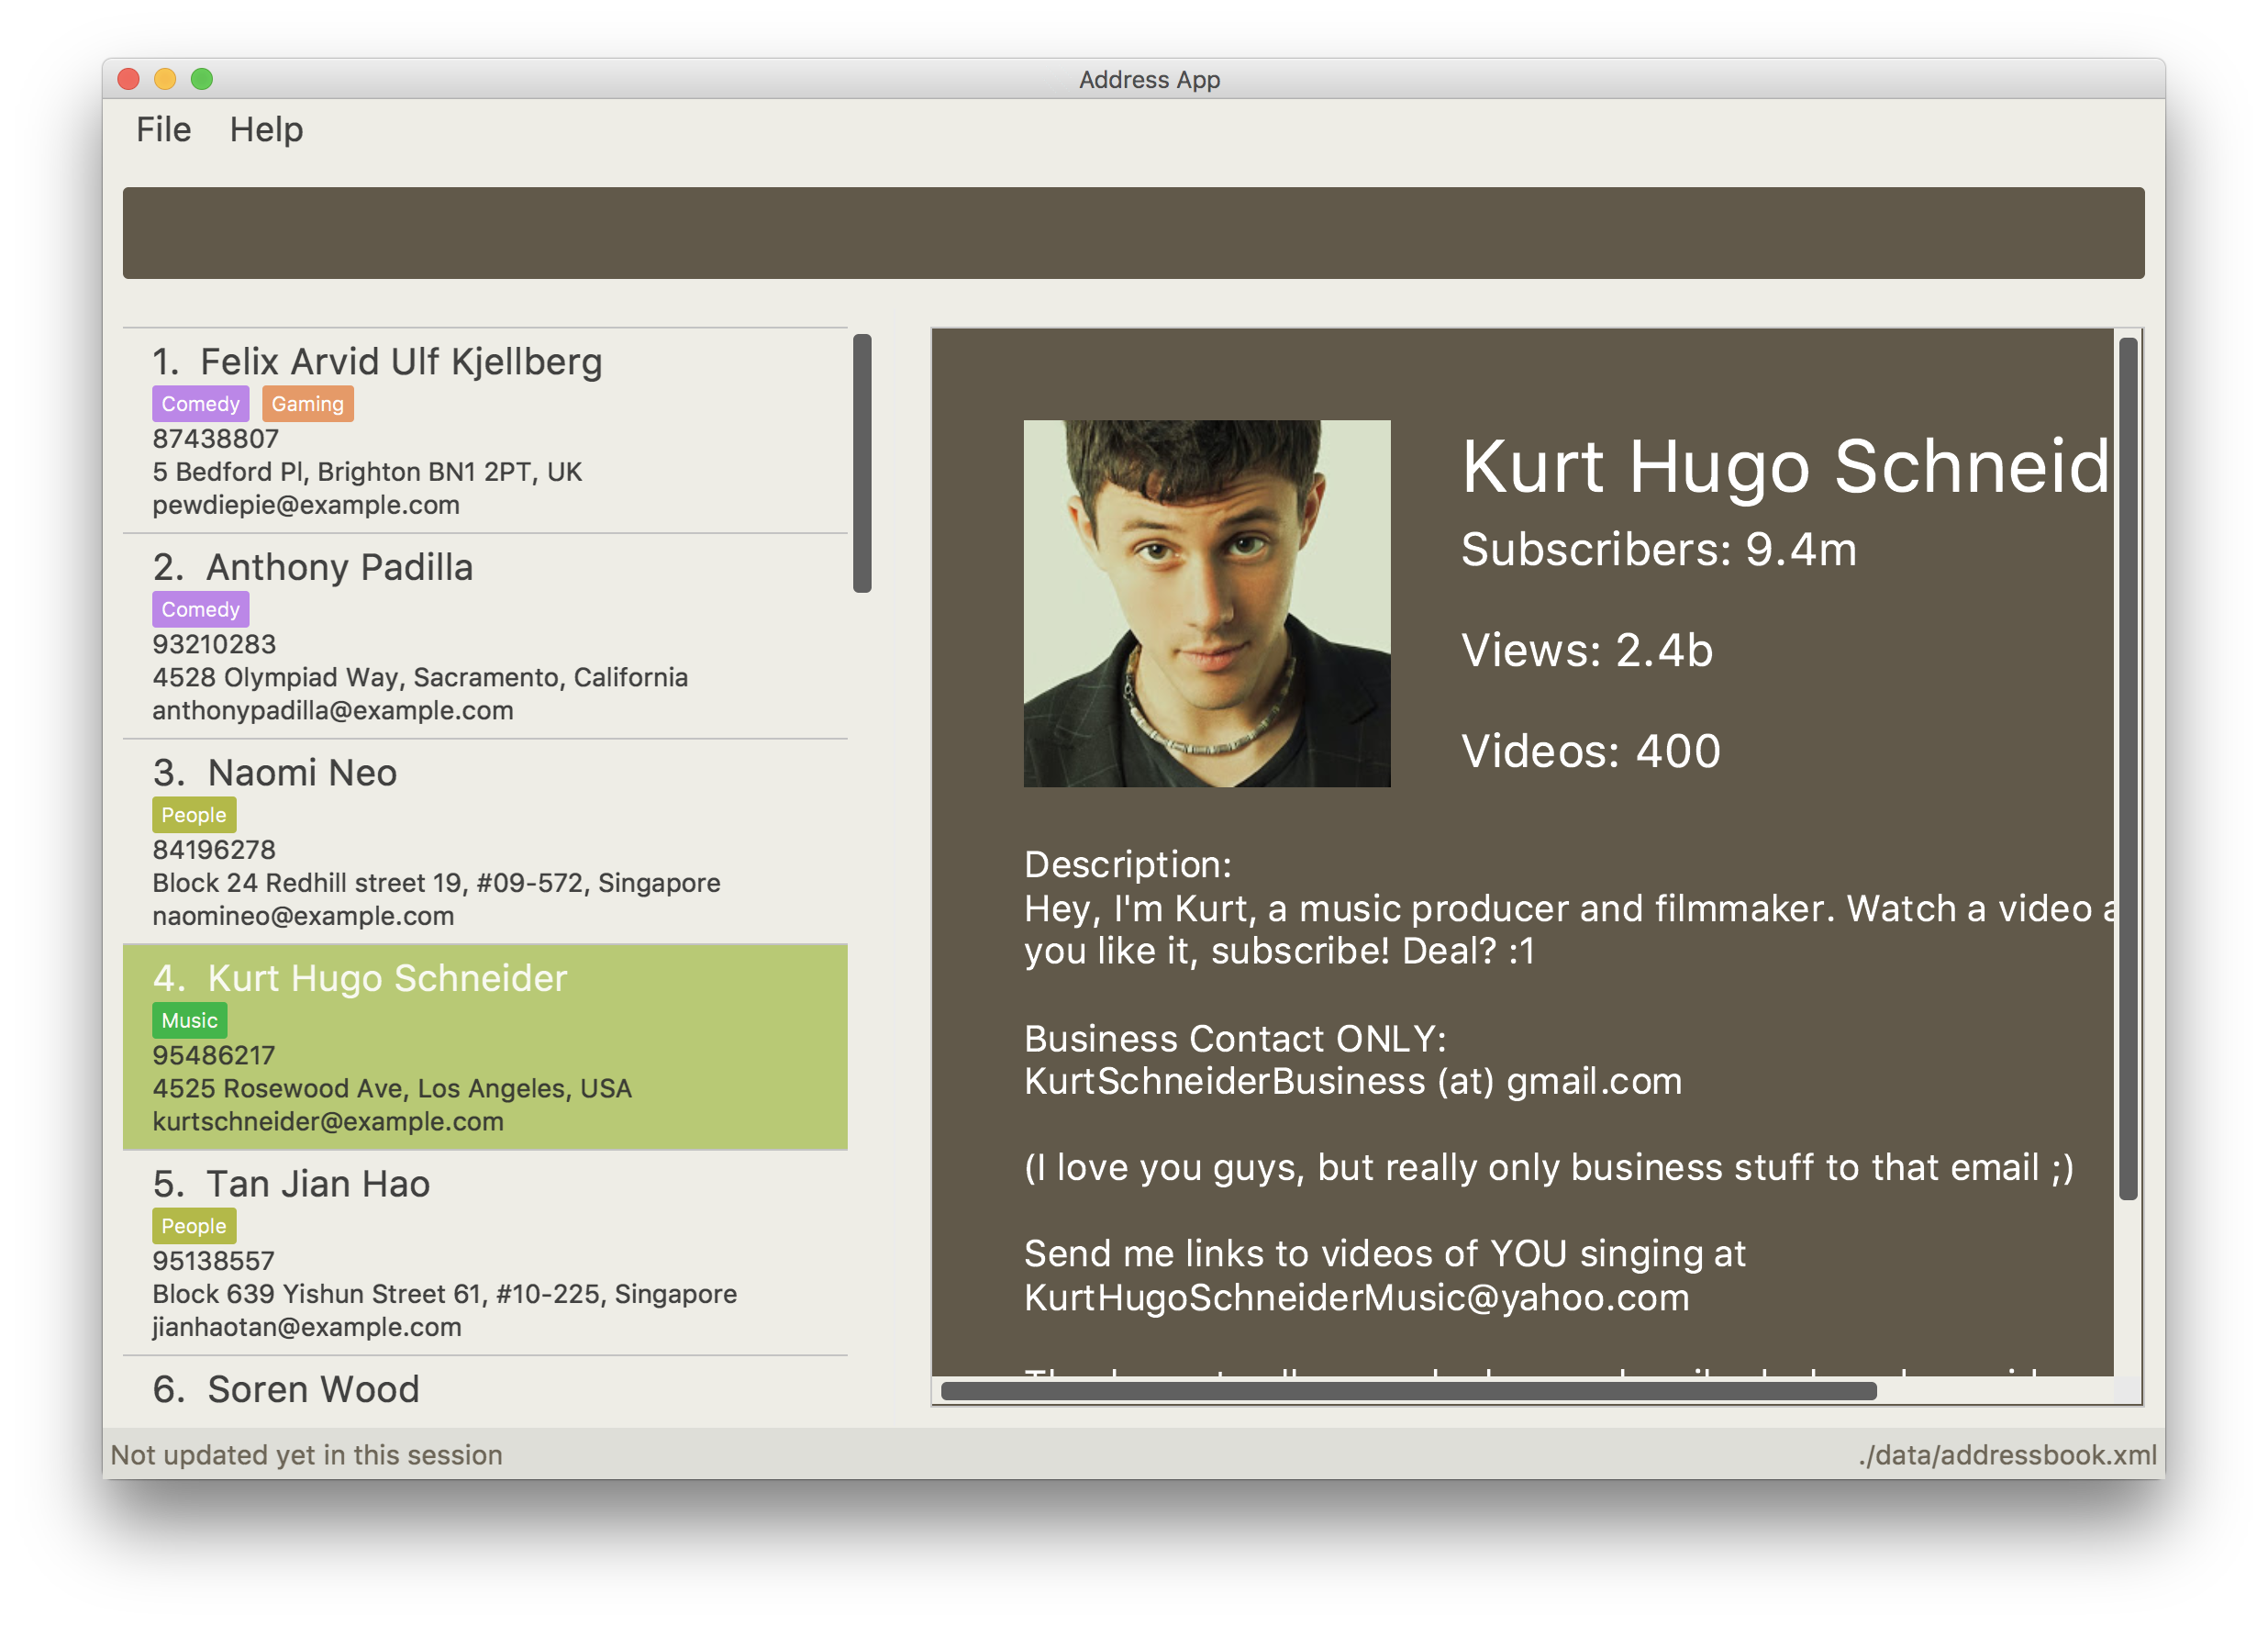 Address App
File Help
1. Felix Arvid Ulf Kjellberg
Comedy Gaming
87438807
5 Bedford Pl, Brighton BN1 2PT, UK
pewdiepie@example.com
2. Anthony Padilla
Comedy
93210283
4528 Olympiad Way, Sacramento, California
anthonypadilla@example.com
3. Naomi Neo
People
84196278
Block 24 Redhill street 19, #09-572, Singapore
naomineo@example.com
4. Kurt Hugo Schneider
Music
95486217
4525 Rosewood Ave, Los Angeles, USA
kurtschneider@example.com
5. Tan Jian Hao
People
95138557
Block 639 Yishun Street 61, #10-225, Singapore
jianhaotan@example.com
6. Soren Wood
Kurt Hugo Schneid
Subscribers: 9.4m
Views: 2.4b
Videos: 400
Description:
Hey, I'm Kurt, a music producer and filmmaker. Watch a video
you like it, subscribe! Deal? :1
Business Contact ONLY:
KurtSchneiderBusiness (at) gmail.com
(I love you guys, but really only business stuff to that email ;)
Send me links to videos of YOU singing at
KurtHugoSchneiderMusic@yahoo.com
Not updated yet in this session
./data/addressbook.xml